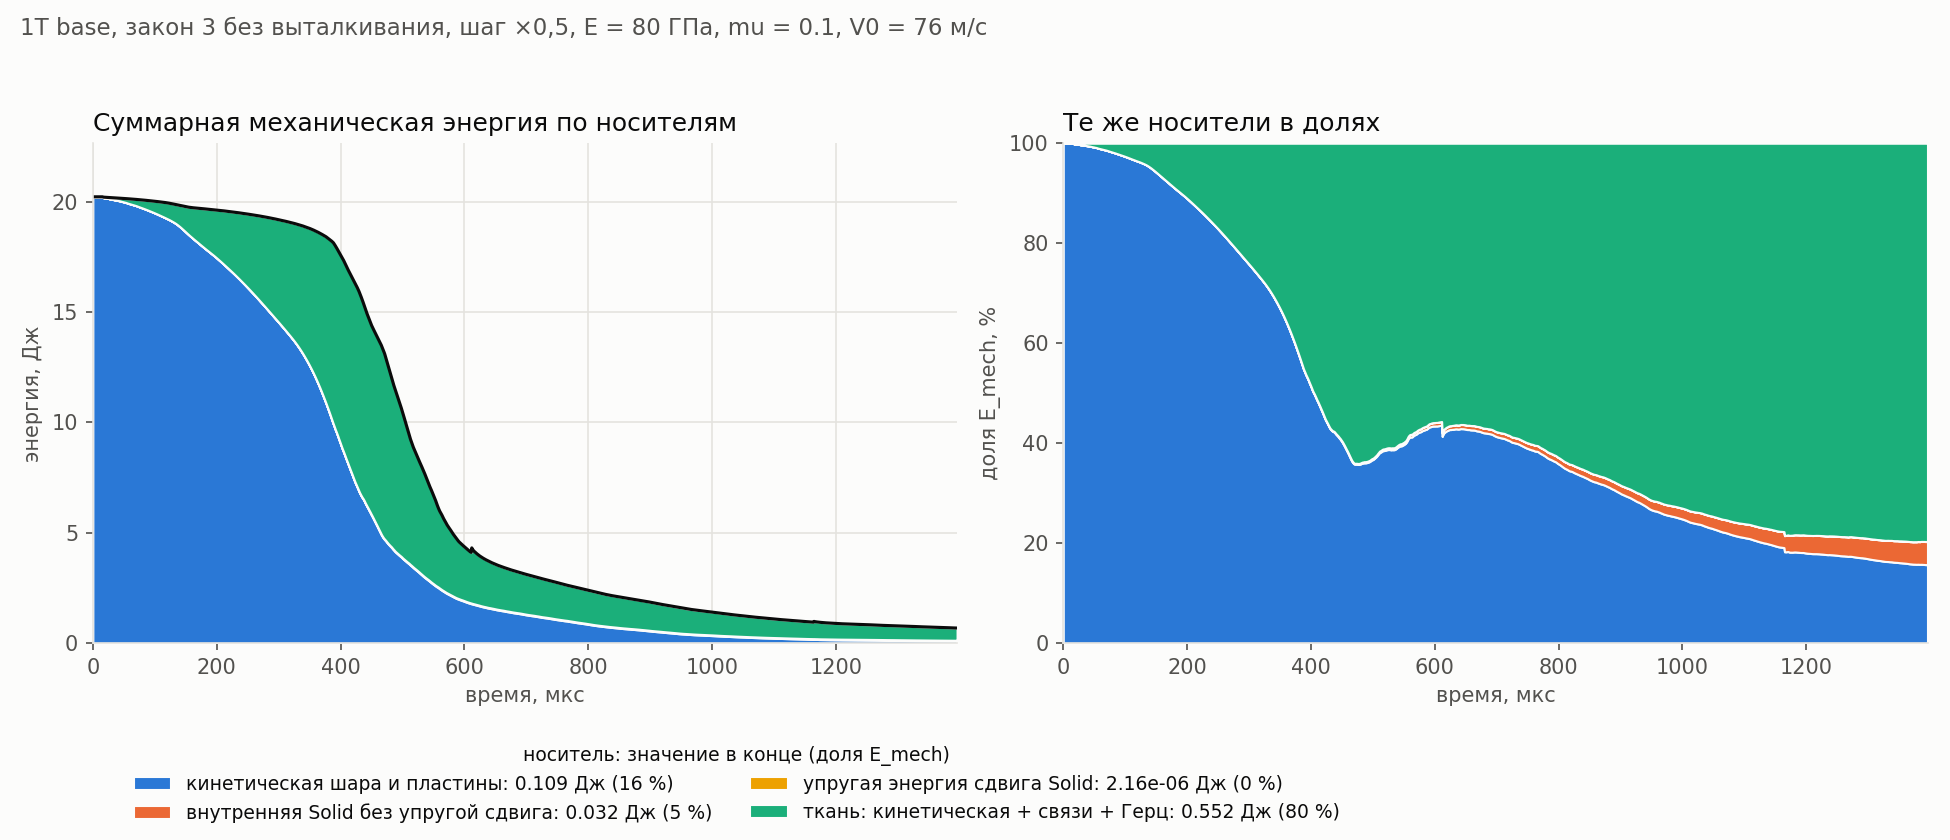 1T base, закон 3 без выталкивания, шаг ×0,5, E = 80 ГПа, mu = 0.1, V0 = 76 м/с
Суммарная механическая энергия по носителям
энергия, Дж
20
15
10
5
0
0 200 400 600 800 1000 1200
время, мкс
Те же носители в долях
доля E_mech, %
100
80
60
40
20
0
0 200 400 600 800 1000 1200
время, мкс
носитель: значение в конце (доля E_mech)
кинетическая шара и пластины: 0.109 Дж (16 %)
внутренняя Solid без упругой сдвига: 0.032 Дж (5 %)
упругая энергия сдвига Solid: 2.16e-06 Дж (0 %)
ткань: кинетическая + связи + Герц: 0.552 Дж (80 %)